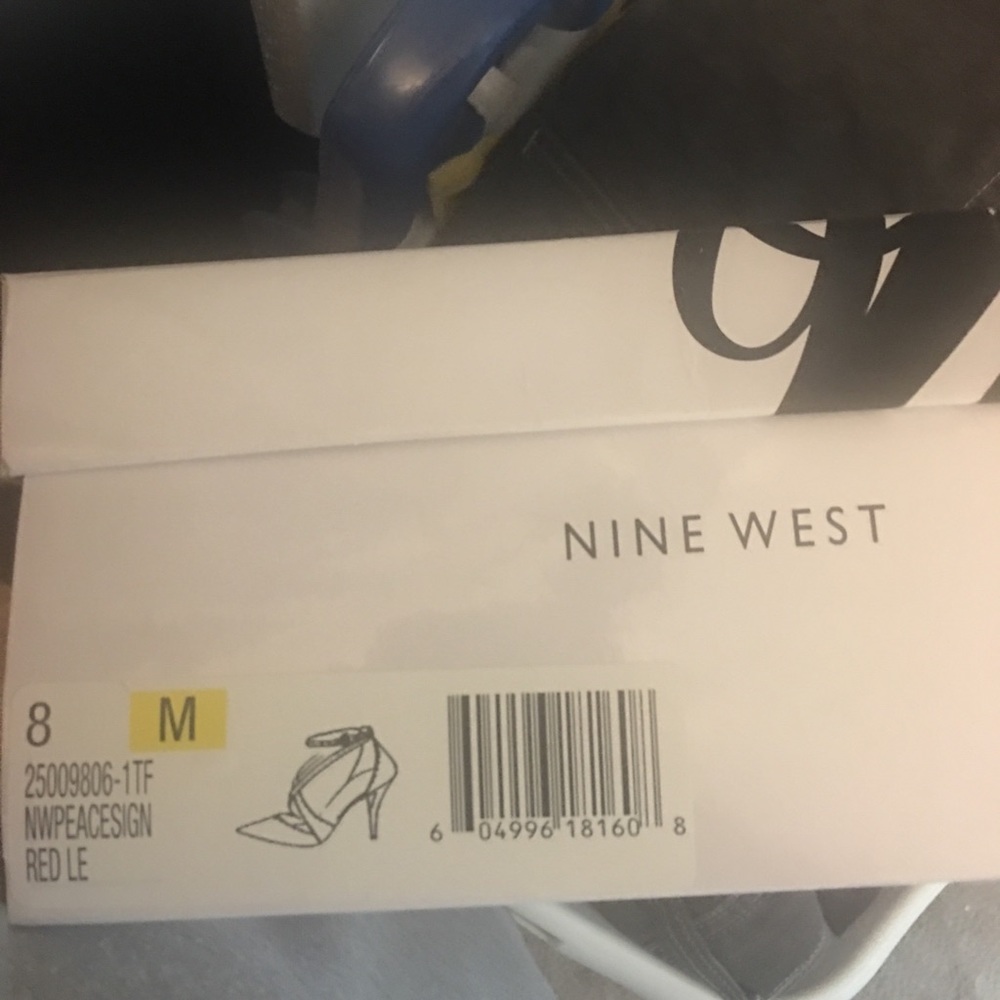 NINE WEST
8 M
25009806-1TF
NWPEACESIGN
RED LE
6 04996 18160 8